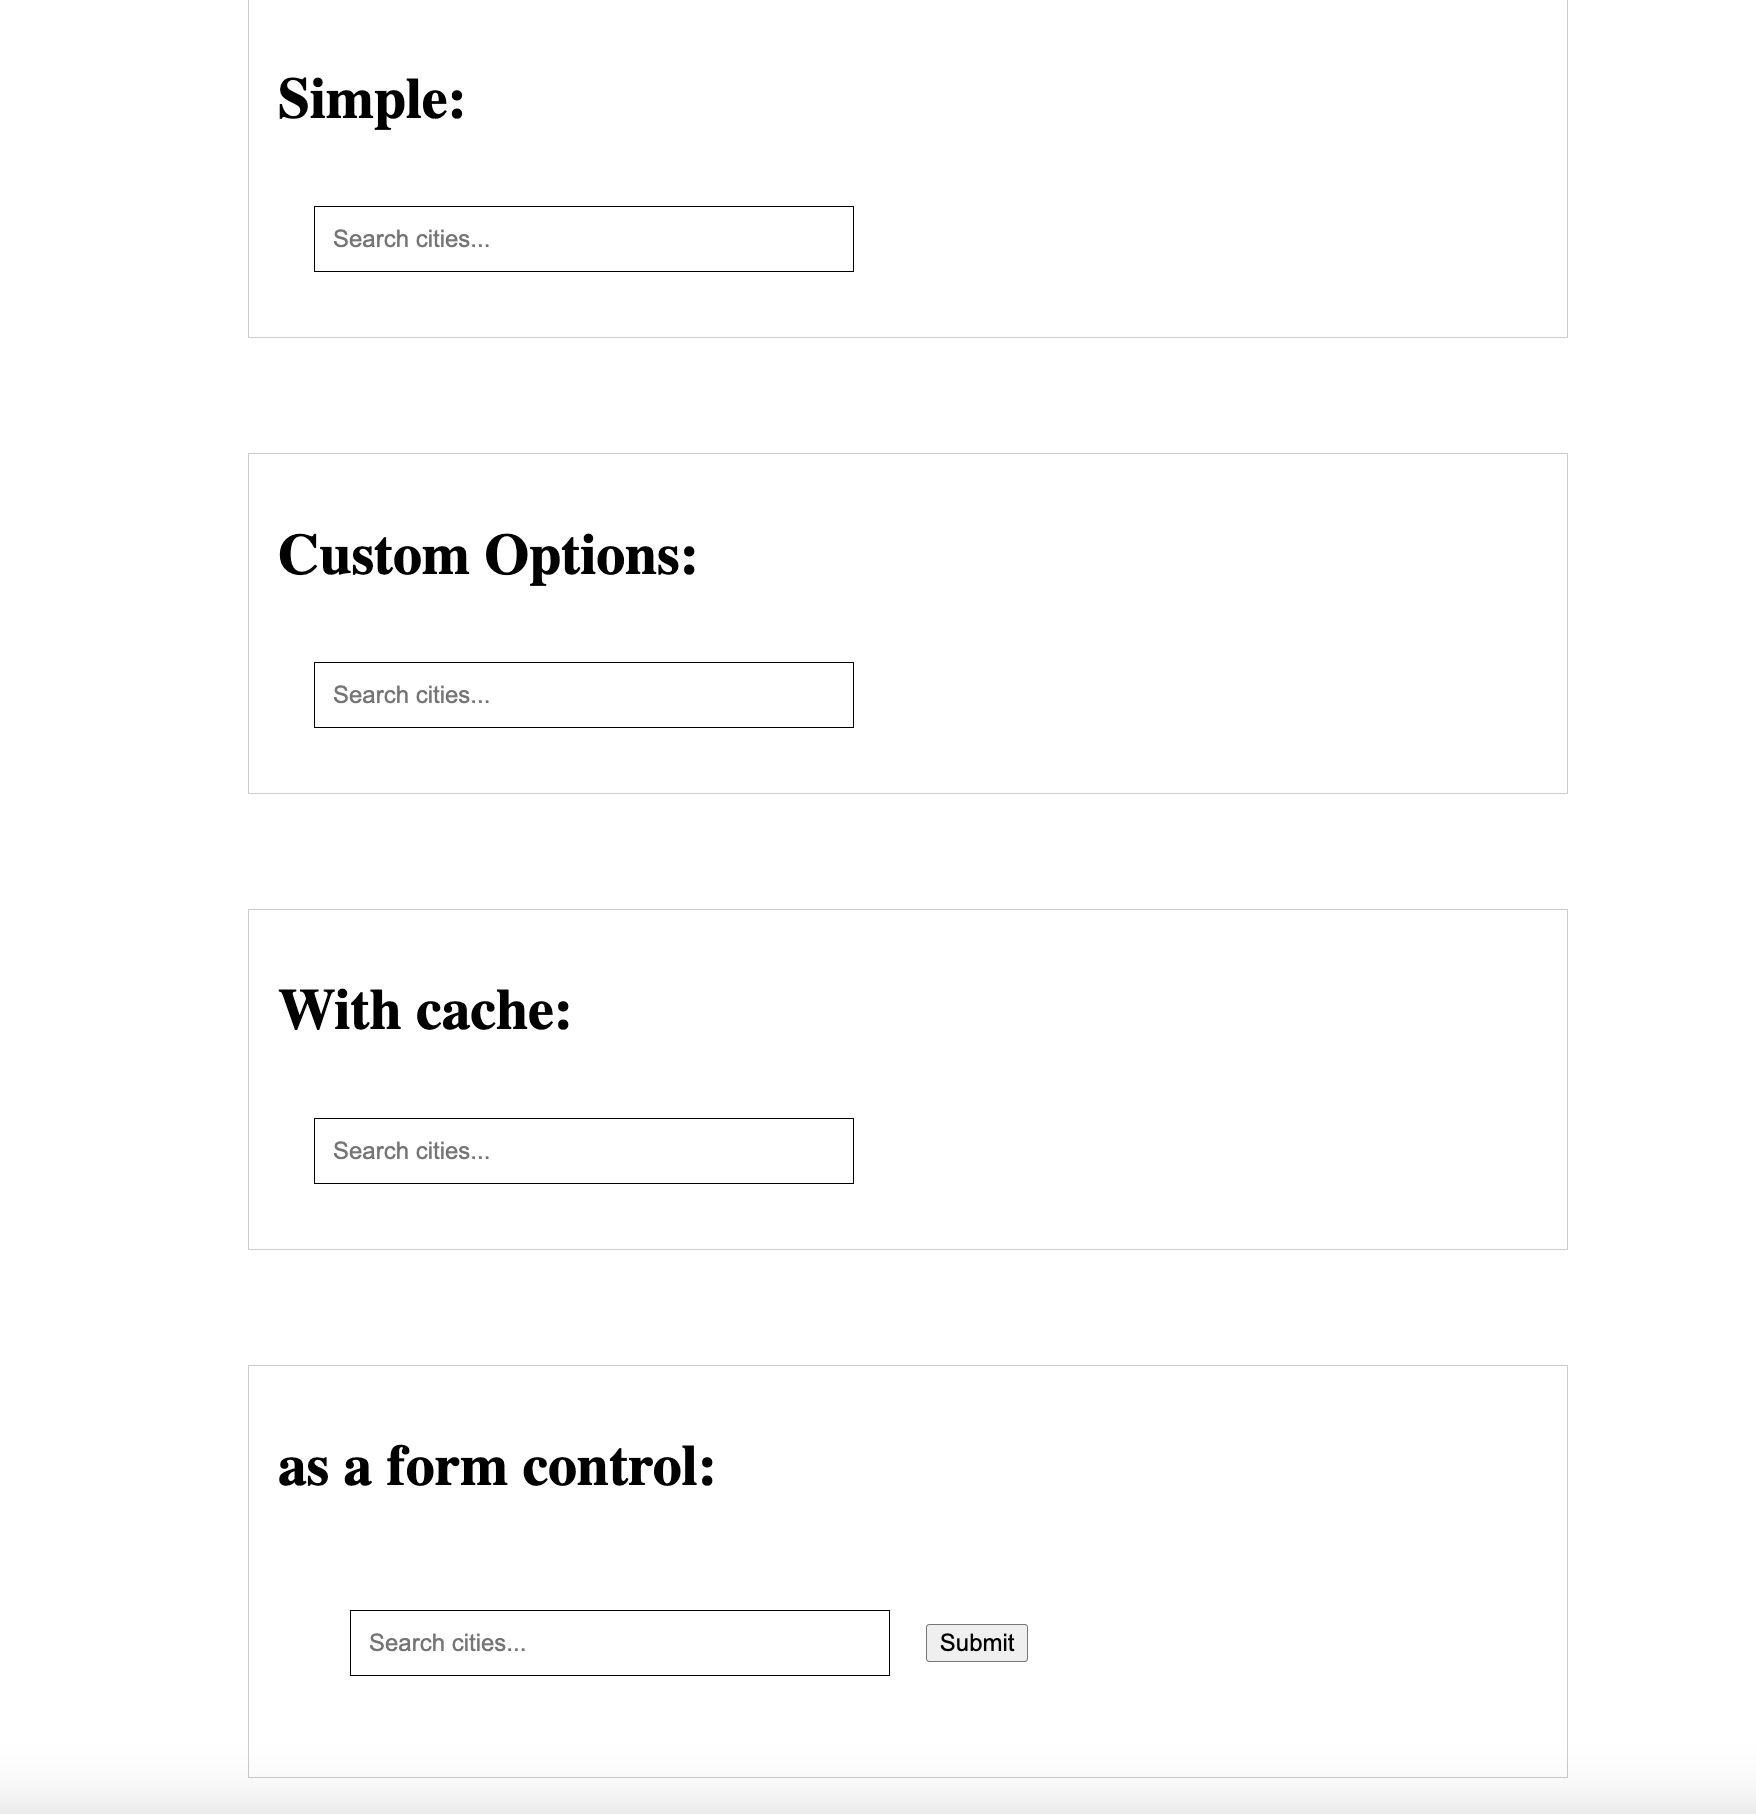 Simple:
Search cities...
Custom Options:
Search cities...
With cache:
Search cities...
as a form control:
Search cities...
Submit